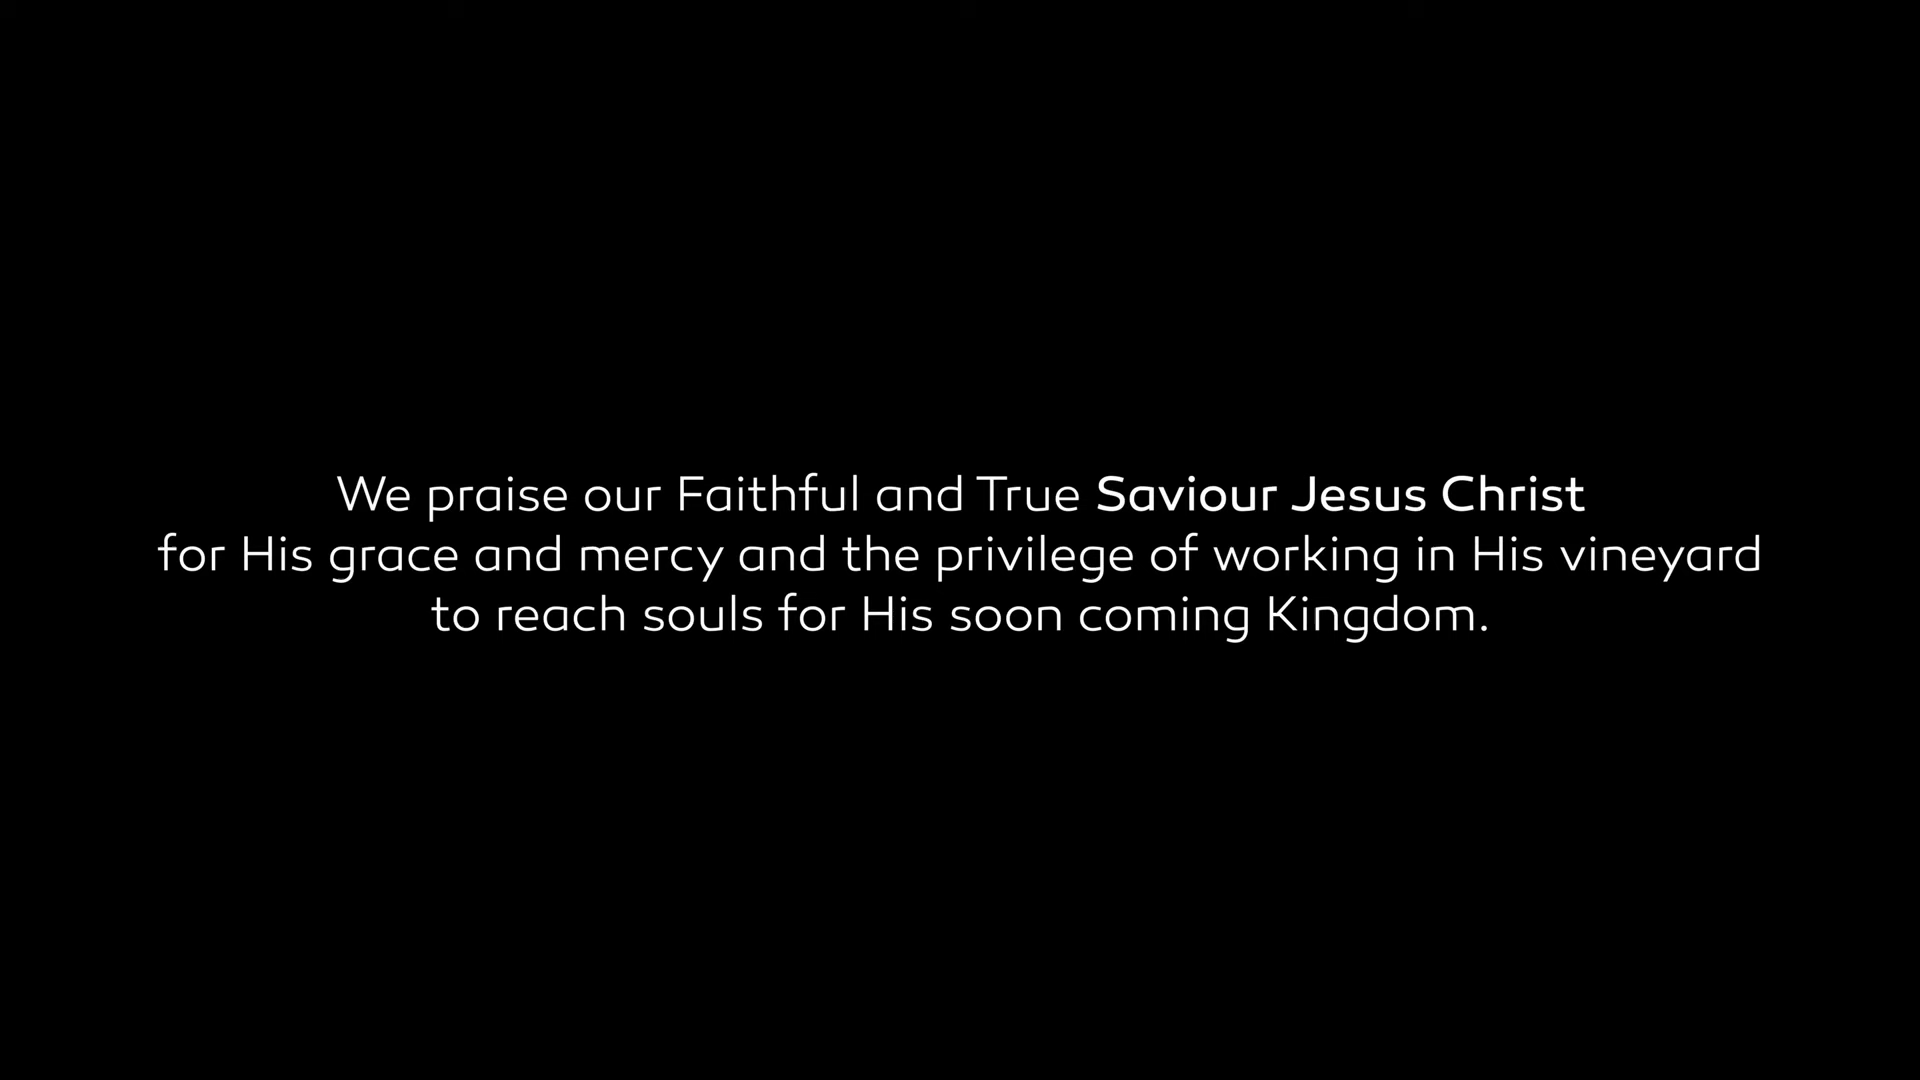 We praise our Faithful and True Saviour Jesus Christ
for His grace and mercy and the privilege of working in His vineyard
to reach souls for His soon coming Kingdom.